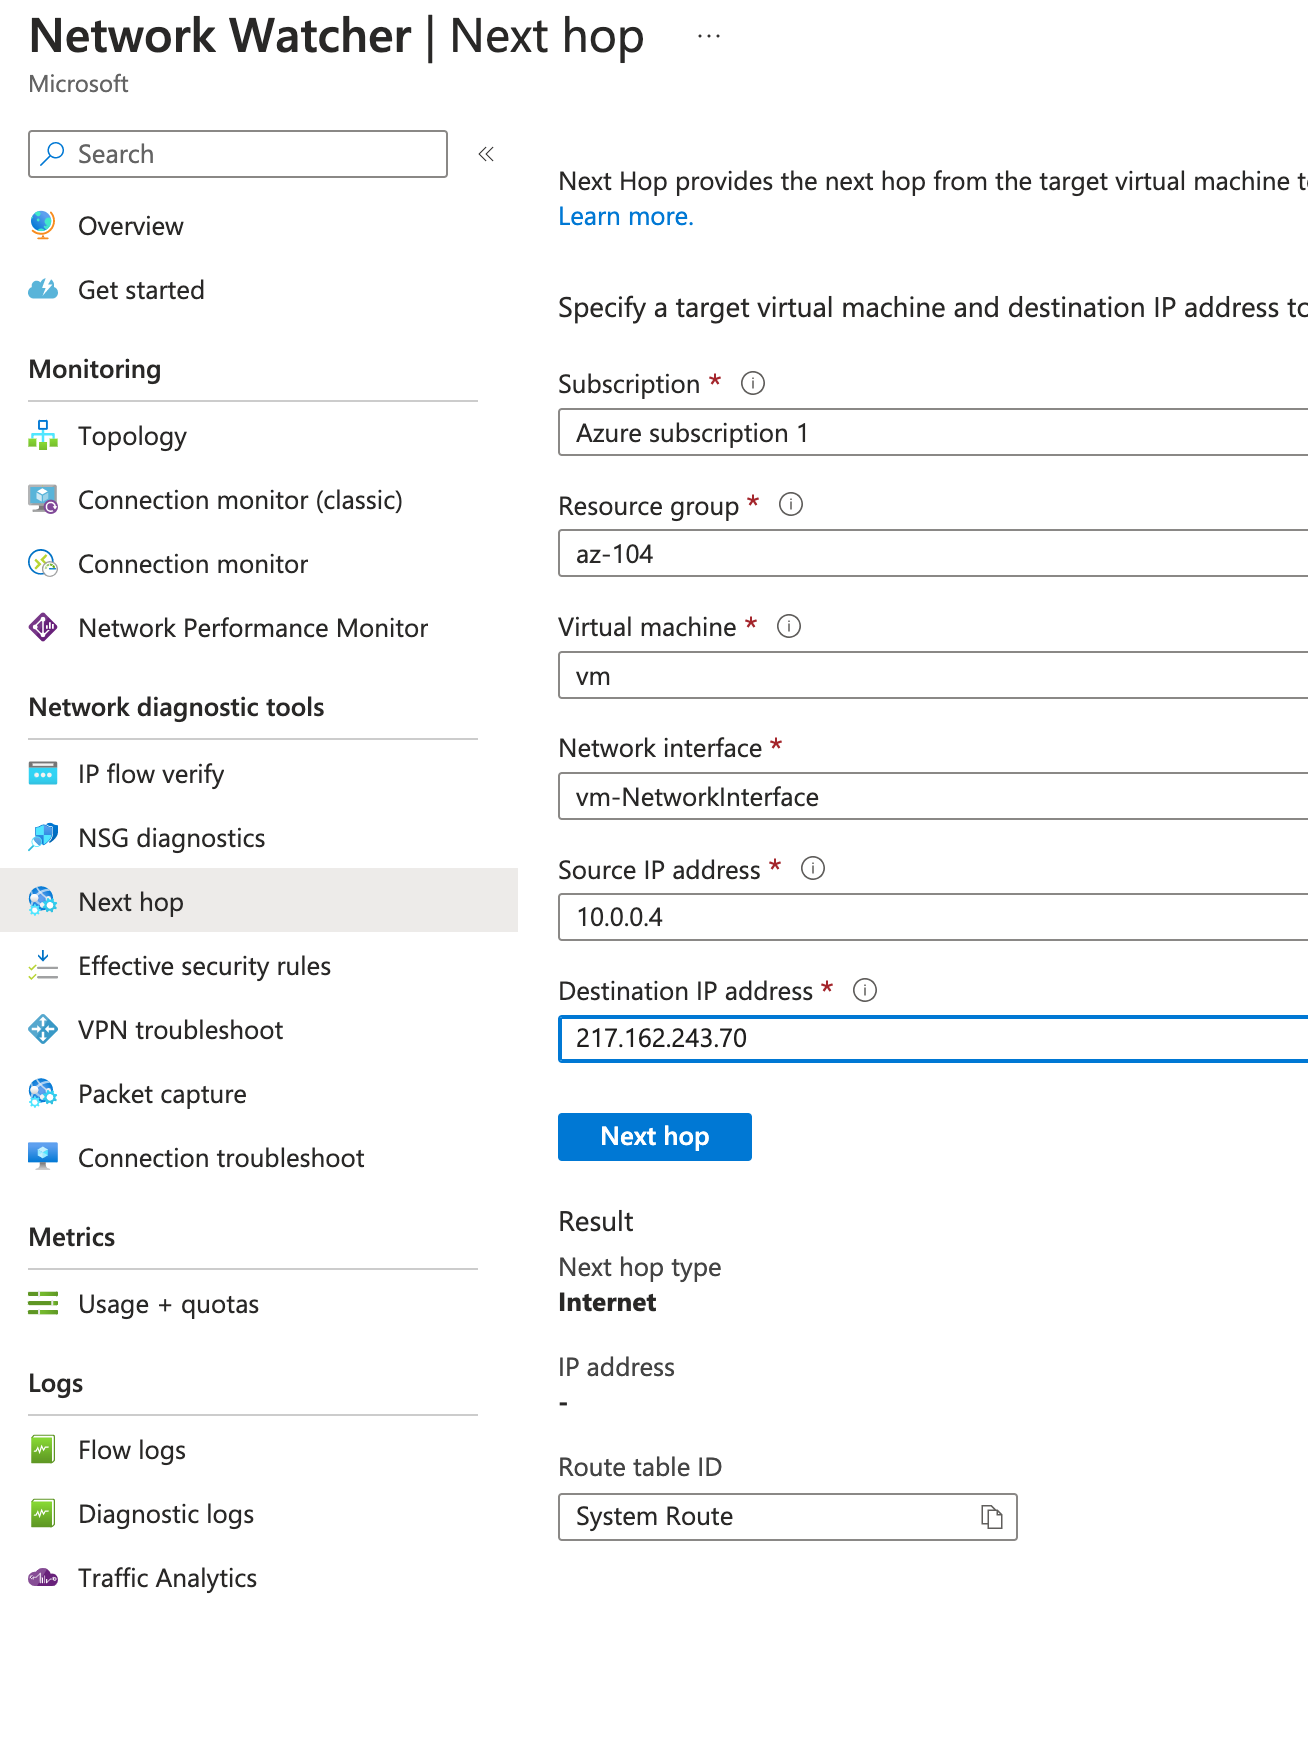 Network Watcher | Next hop ...
Microsoft
Search
«
Overview
Get started
Monitoring
Topology
Connection monitor (classic)
Connection monitor
Network Performance Monitor
Network diagnostic tools
IP flow verify
NSG diagnostics
Next hop
Effective security rules
VPN troubleshoot
Packet capture
Connection troubleshoot
Metrics
Usage + quotas
Logs
Flow logs
Diagnostic logs
Traffic Analytics
Next Hop provides the next hop from the target virtual machine
Learn more.
Specify a target virtual machine and destination IP address to
Subscription *
Azure subscription 1
Resource group *
az-104
Virtual machine *
vm
Network interface *
vm-NetworkInterface
Source IP address *
10.0.0.4
Destination IP address *
217.162.243.70
Next hop
Result
Next hop type
Internet
IP address
-
Route table ID
System Route